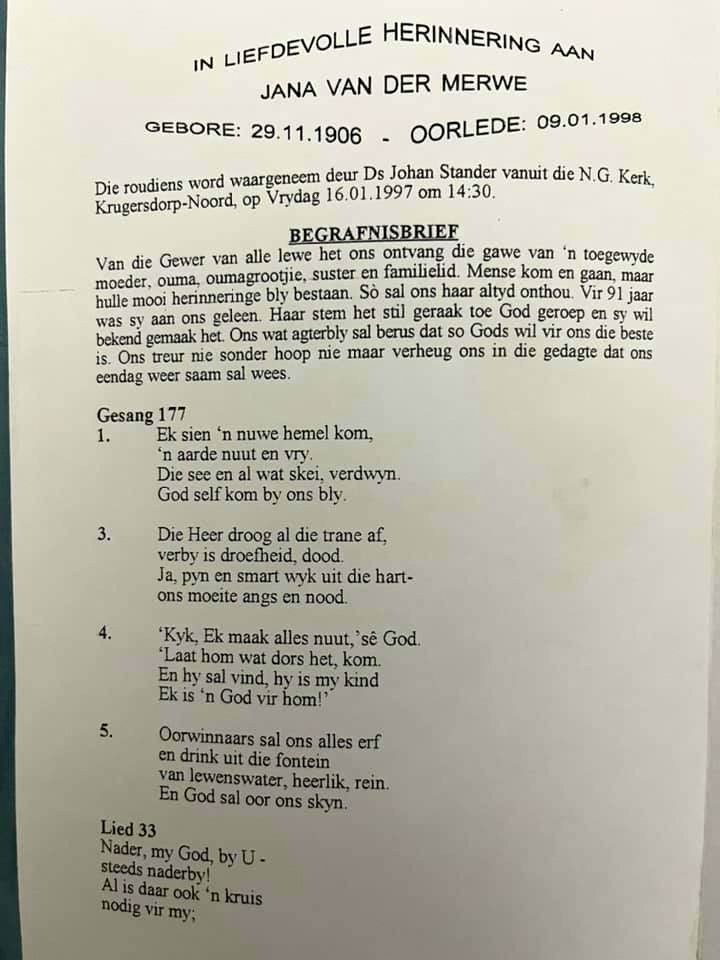 IN LIEFDEVOLLE HERINNERING AAN
JANA VAN DER MERWE
GEBORE: 29.11.1906 - OORLEDE: 09.01.1998
Die roudiens word waargeneem deur Ds Johan Stander vanuit die N.G. Kerk,
Krugersdorp-Noord, op Vrydag 16.01.1997 om 14:30.
BEGRAFNISBRIEF
Van die Gewer van alle lewe het ons ontvang die gawe van 'n toegewyde
moeder, ouma, oumagrootjie, suster en familielid. Mense kom en gaan, maar
hulle mooi herinneringe bly bestaan. Sò sal ons haar altyd onthou. Vir 91 jaar
was sy aan ons geleen. Haar stem het stil geraak toe God geroep en sy wil
bekend gemaak het. Ons wat agterbly sal berus dat so Gods wil vir ons die beste
is. Ons treur nie sonder hoop nie maar verheug ons in die gedagte dat ons
eendag weer saam sal wees.
Gesang 177
1. Ek sien 'n nuwe hemel kom,
'n aarde nuut en vry.
Die see en al wat skei, verdwyn.
God self kom by ons bly.
3. Die Heer droog al die trane af,
verby is droefheid, dood.
Ja, pyn en smart wyk uit die hart-
ons moeite angs en nood.
4. 'Kyk, Ek maak alles nuut,'sê God.
'Laat hom wat dors het, kom.
En hy sal vind, hy is my kind
Ek is 'n God vir hom!'
5. Oorwinnaars sal ons alles erf
en drink uit die fontein
van lewenswater, heerlik, rein.
En God sal oor ons skyn.
Lied 33
Nader, my God, by U -
steeds naderby!
Al is daar ook 'n kruis
nodig vir my;